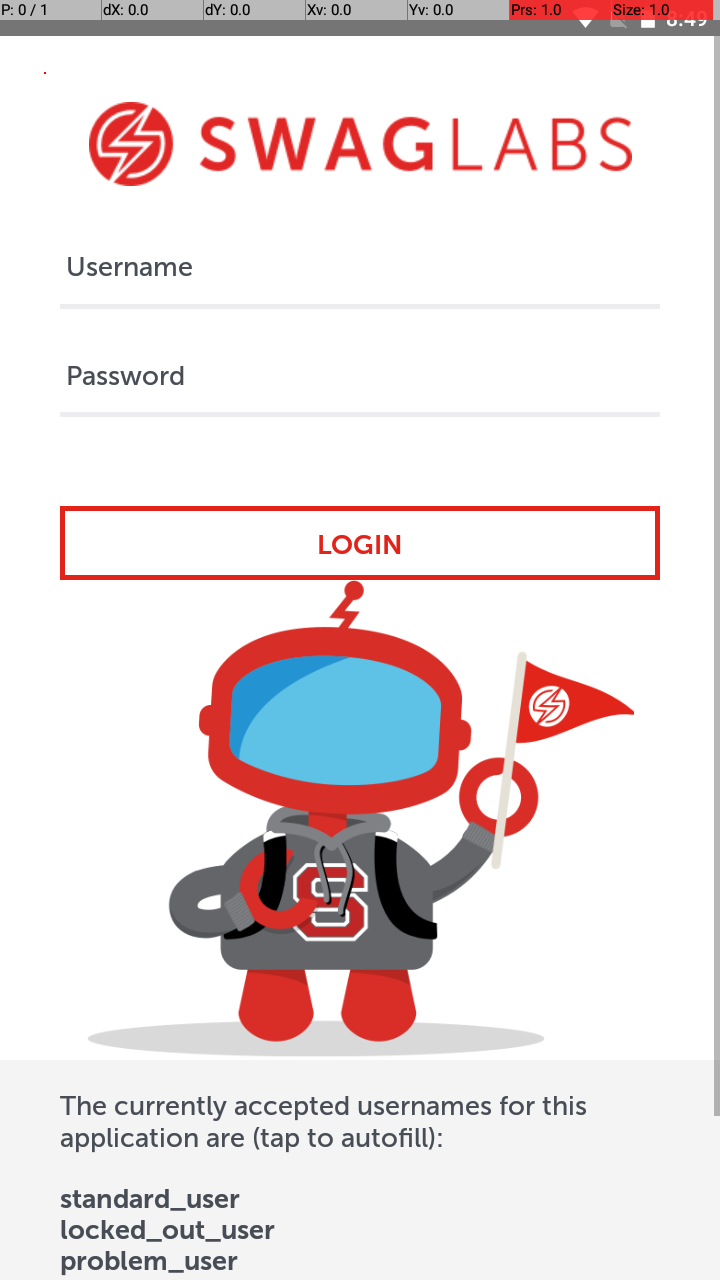 P: 0 / 1 dX: 0.0 dY: 0.0 Xv: 0.0 Yv: 0.0 Prs: 1.0 Size: 1.0 8:49
SWAGLABS
Username
Password
LOGIN
S
The currently accepted usernames for this
application are (tap to autofill):
standard_user
locked_out_user
problem_user